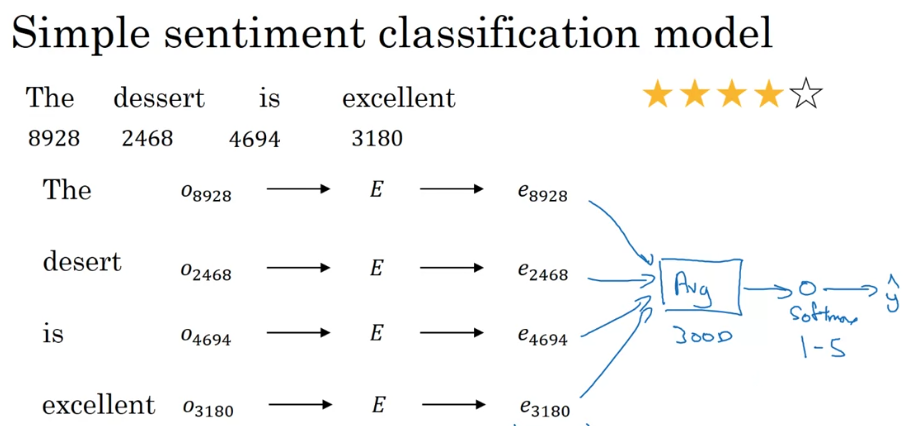 Simple sentiment classification model
The dessert is excellent
8928 2468 4694 3180
The o8928 → E → e8928
desert o2468 → E → e2468
is o4694 → E → e4694
excellent o3180 → E → e3180
Avg
300D
ŷ
Softmax
1-5